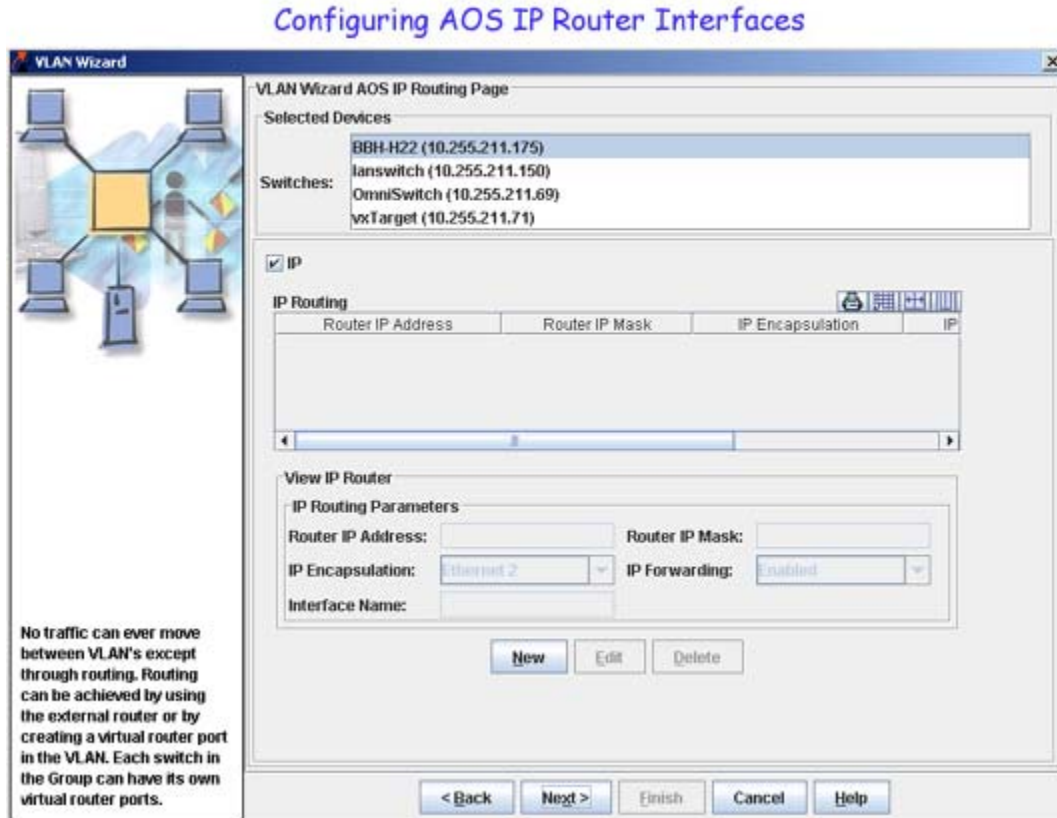 Configuring AOS IP Router Interfaces
VLAN Wizard
VLAN Wizard AOS IP Routing Page
Selected Devices
Switches:
BBH-H22 (10.255.211.175)
lanswitch (10.255.211.150)
OmniSwitch (10.255.211.69)
vxTarget (10.255.211.71)
IP
IP Routing
Router IP Address Router IP Mask IP Encapsulation IP
View IP Router
IP Routing Parameters
Router IP Address: Router IP Mask:
IP Encapsulation: Ethernet 2 IP Forwarding: Enabled
Interface Name:
New Edit Delete
No traffic can ever move
between VLAN's except
through routing. Routing
can be achieved by using
the external router or by
creating a virtual router port
in the VLAN. Each switch in
the Group can have its own
virtual router ports.
< Back Next > Finish Cancel Help